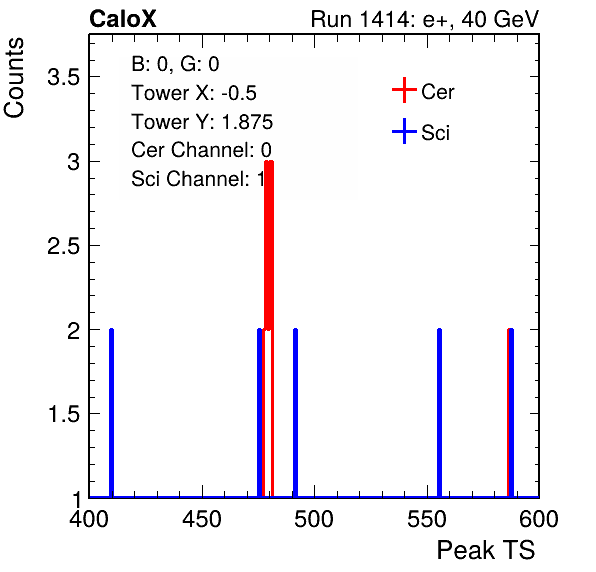 CaloX
Run 1414: e+, 40 GeV
Counts
B: 0, G: 0
Tower X: -0.5
Tower Y: 1.875
Cer Channel: 0
Sci Channel: 1
Cer
Sci
3.5
3
2.5
2
1.5
1
400
450
500
550
600
Peak TS